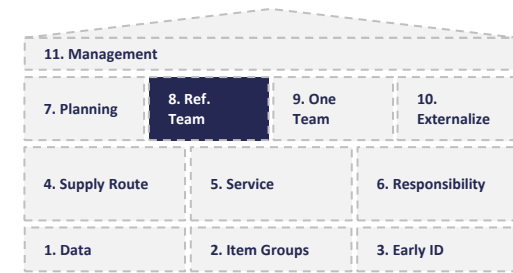 11. Management
7. Planning
8. Ref.
Team
9. One
Team
10.
Externalize
4. Supply Route
5. Service
6. Responsibility
1. Data
2. Item Groups
3. Early ID